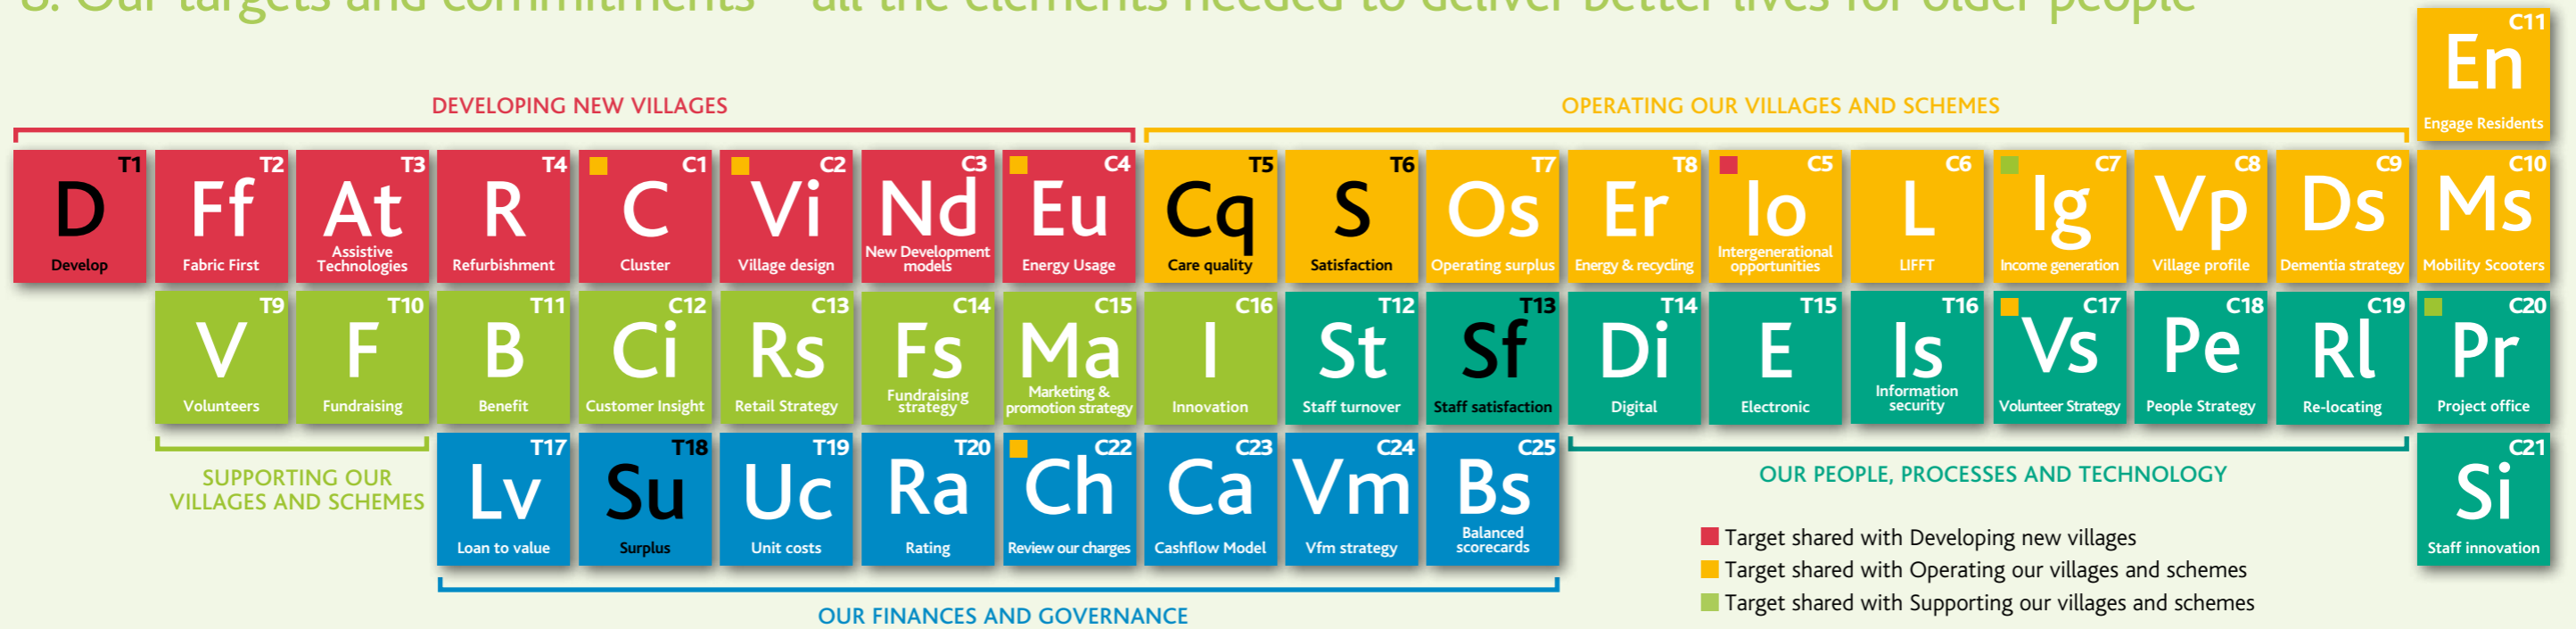 8. Our targets and commitments – all the elements needed to deliver better lives for older people
C11
En
Engage Residents
DEVELOPING NEW VILLAGES
OPERATING OUR VILLAGES AND SCHEMES
T1
D
Develop
T2
Ff
Fabric First
T3
At
Assistive
Technologies
T4
R
Refurbishment
C1
C
Cluster
C2
Vi
Village design
C3
Nd
New Development
models
C4
Eu
Energy Usage
T5
Cq
Care quality
T6
S
Satisfaction
T7
Os
Operating surplus
T8
Er
Energy & recycling
C5
Io
Intergenerational
opportunities
C6
L
LIFFT
C7
Ig
Income generation
C8
Vp
Village profile
C9
Ds
Dementia strategy
C10
Ms
Mobility Scooters
T9
V
Volunteers
T10
F
Fundraising
T11
B
Benefit
C12
Ci
Customer Insight
C13
Rs
Retail Strategy
C14
Fs
Fundraising
strategy
C15
Ma
Marketing &
promotion strategy
C16
I
Innovation
T12
St
Staff turnover
T13
Sf
Staff satisfaction
T14
Di
Digital
T15
E
Electronic
T16
Is
Information
security
C17
Vs
Volunteer Strategy
C18
Pe
People Strategy
C19
Rl
Re-locating
C20
Pr
Project office
SUPPORTING OUR
VILLAGES AND SCHEMES
T17
Lv
Loan to value
T18
Su
Surplus
T19
Uc
Unit costs
T20
Ra
Rating
C22
Ch
Review our charges
C23
Ca
Cashflow Model
C24
Vm
Vfm strategy
C25
Bs
Balanced
scorecards
OUR PEOPLE, PROCESSES AND TECHNOLOGY
C21
Si
Staff innovation
Target shared with Developing new villages
Target shared with Operating our villages and schemes
Target shared with Supporting our villages and schemes
OUR FINANCES AND GOVERNANCE